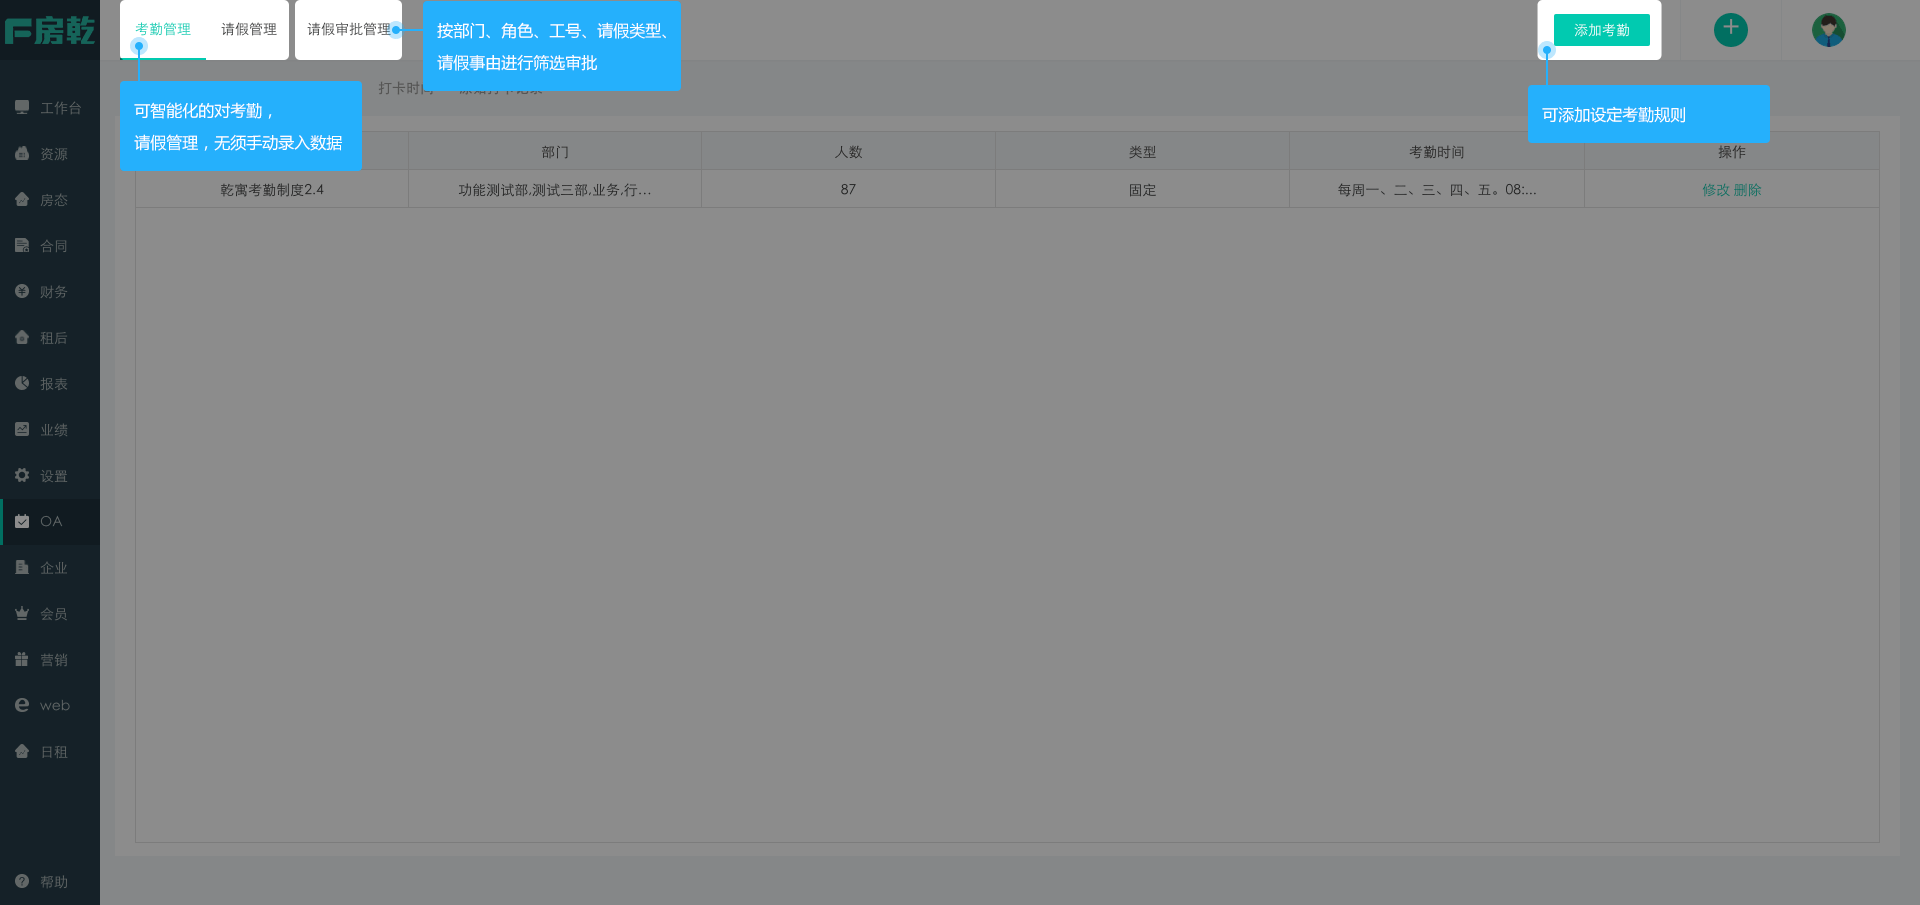 房乾
考勤管理
请假管理
请假审批管理
按部门、角色、工号、请假类型、
请假事由进行筛选审批
添加考勤
可智能化的对考勤，
请假管理，无须手动录入数据
可添加设定考勤规则
打卡时间
部门
人数
类型
考勤时间
操作
乾寓考勤制度2.4
功能测试部,测试三部,业务,行...
87
固定
每周一、二、三、四、五。08:...
修改 删除
工作台
资源
房态
合同
财务
租后
报表
业绩
设置
OA
企业
会员
营销
web
日租
帮助